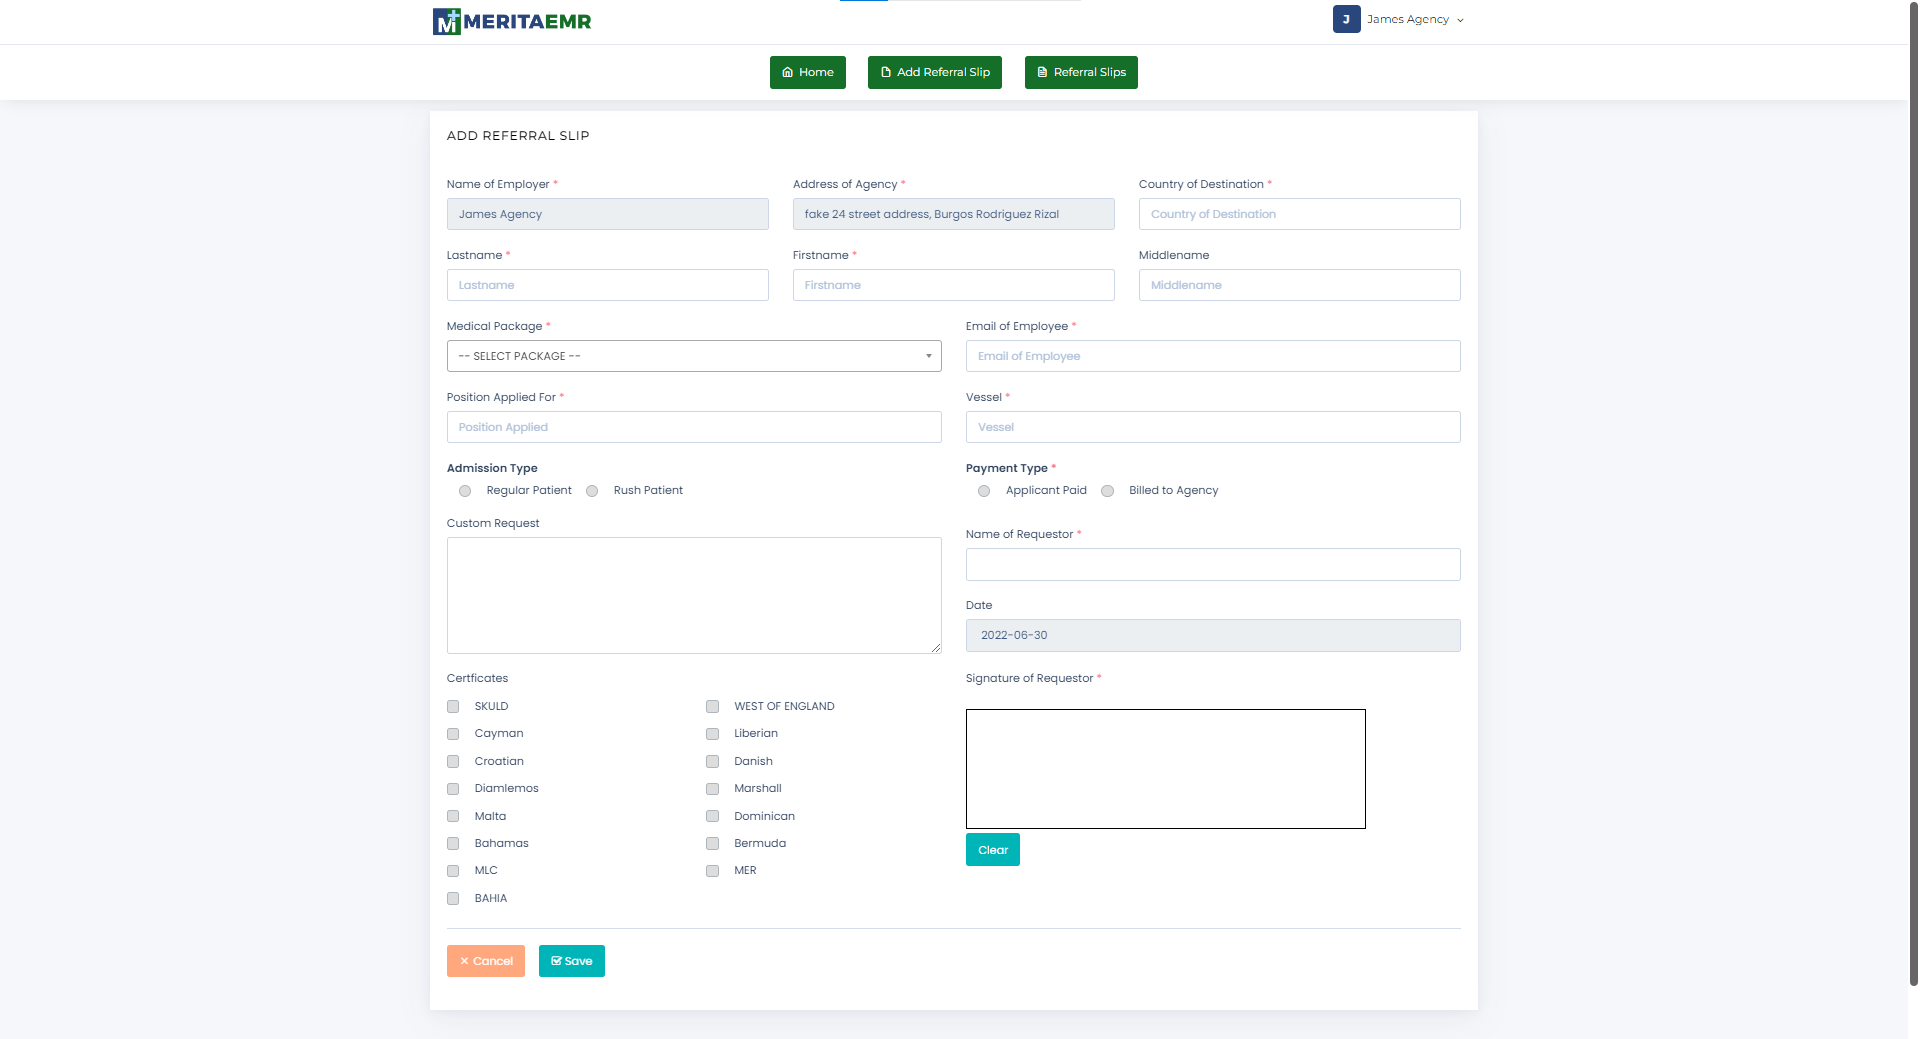 MERITAEMR
J James Agency
Home Add Referral Slip Referral Slips
ADD REFERRAL SLIP
Name of Employer * Address of Agency * Country of Destination *
James Agency fake 24 street address, Burgos Rodriguez Rizal Country of Destination
Lastname * Firstname * Middlename
Lastname Firstname Middlename
Medical Package * Email of Employee *
-- SELECT PACKAGE -- Email of Employee
Position Applied For * Vessel *
Position Applied Vessel
Admission Type Payment Type *
Regular Patient Rush Patient Applicant Paid Billed to Agency
Custom Request
Name of Requestor *
Date
2022-06-30
Certficates Signature of Requestor *
SKULD WEST OF ENGLAND
Cayman Liberian
Croatian Danish
Diamlemos Marshall
Malta Dominican
Bahamas Bermuda
Clear
MLC MER
BAHIA
Cancel Save